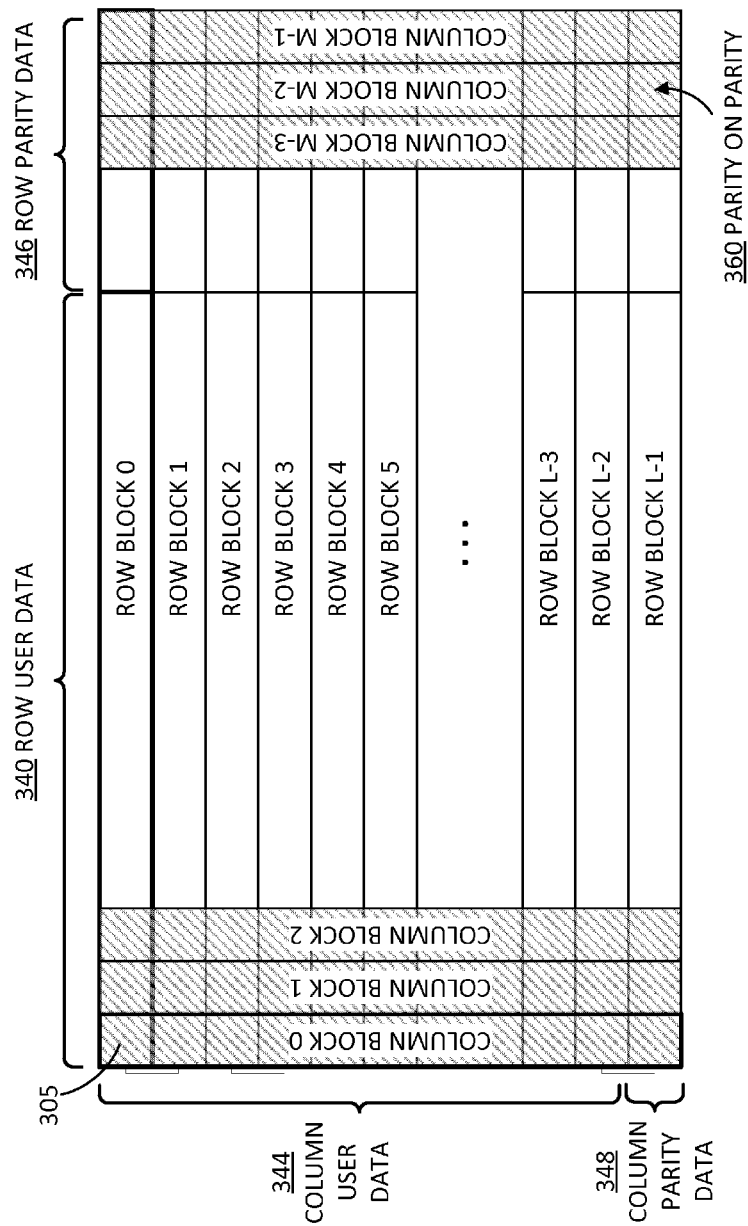 340 ROW USER DATA
346 ROW PARITY DATA
305
344
COLUMN
USER
DATA
348
COLUMN
PARITY
DATA
COLUMN BLOCK 0
COLUMN BLOCK 1
COLUMN BLOCK 2
ROW BLOCK 0
ROW BLOCK 1
ROW BLOCK 2
ROW BLOCK 3
ROW BLOCK 4
ROW BLOCK 5
...
ROW BLOCK L-3
ROW BLOCK L-2
ROW BLOCK L-1
COLUMN BLOCK M-3
COLUMN BLOCK M-2
COLUMN BLOCK M-1
360 PARITY ON PARITY